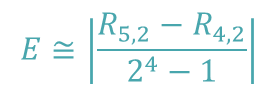 E ≅ |(R₅,₂ − R₄,₂) / (2⁴ − 1)|